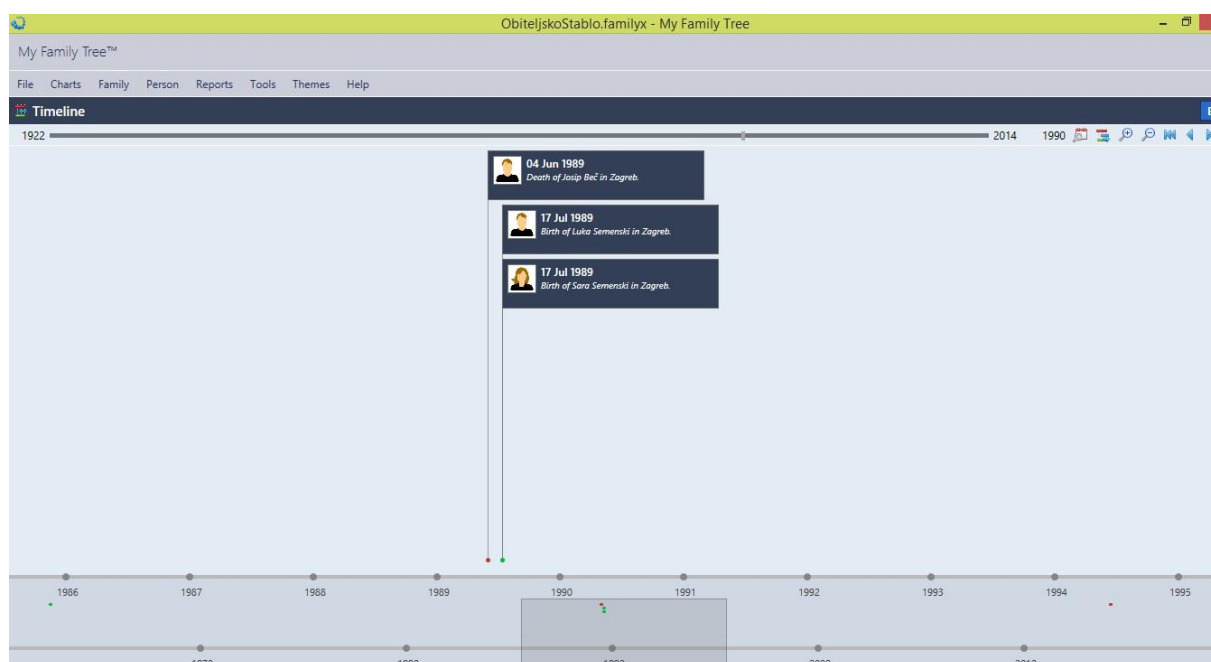 ObiteljskoStablo.familyx - My Family Tree
My Family Tree™
File Charts Family Person Reports Tools Themes Help
Timeline
1922 2014 1990
04 Jun 1989
Death of Josip Beč in Zagreb.
17 Jul 1989
Birth of Luka Semenski in Zagreb.
17 Jul 1989
Birth of Sara Semenski in Zagreb.
1986 1987 1988 1989 1990 1991 1992 1993 1994 1995